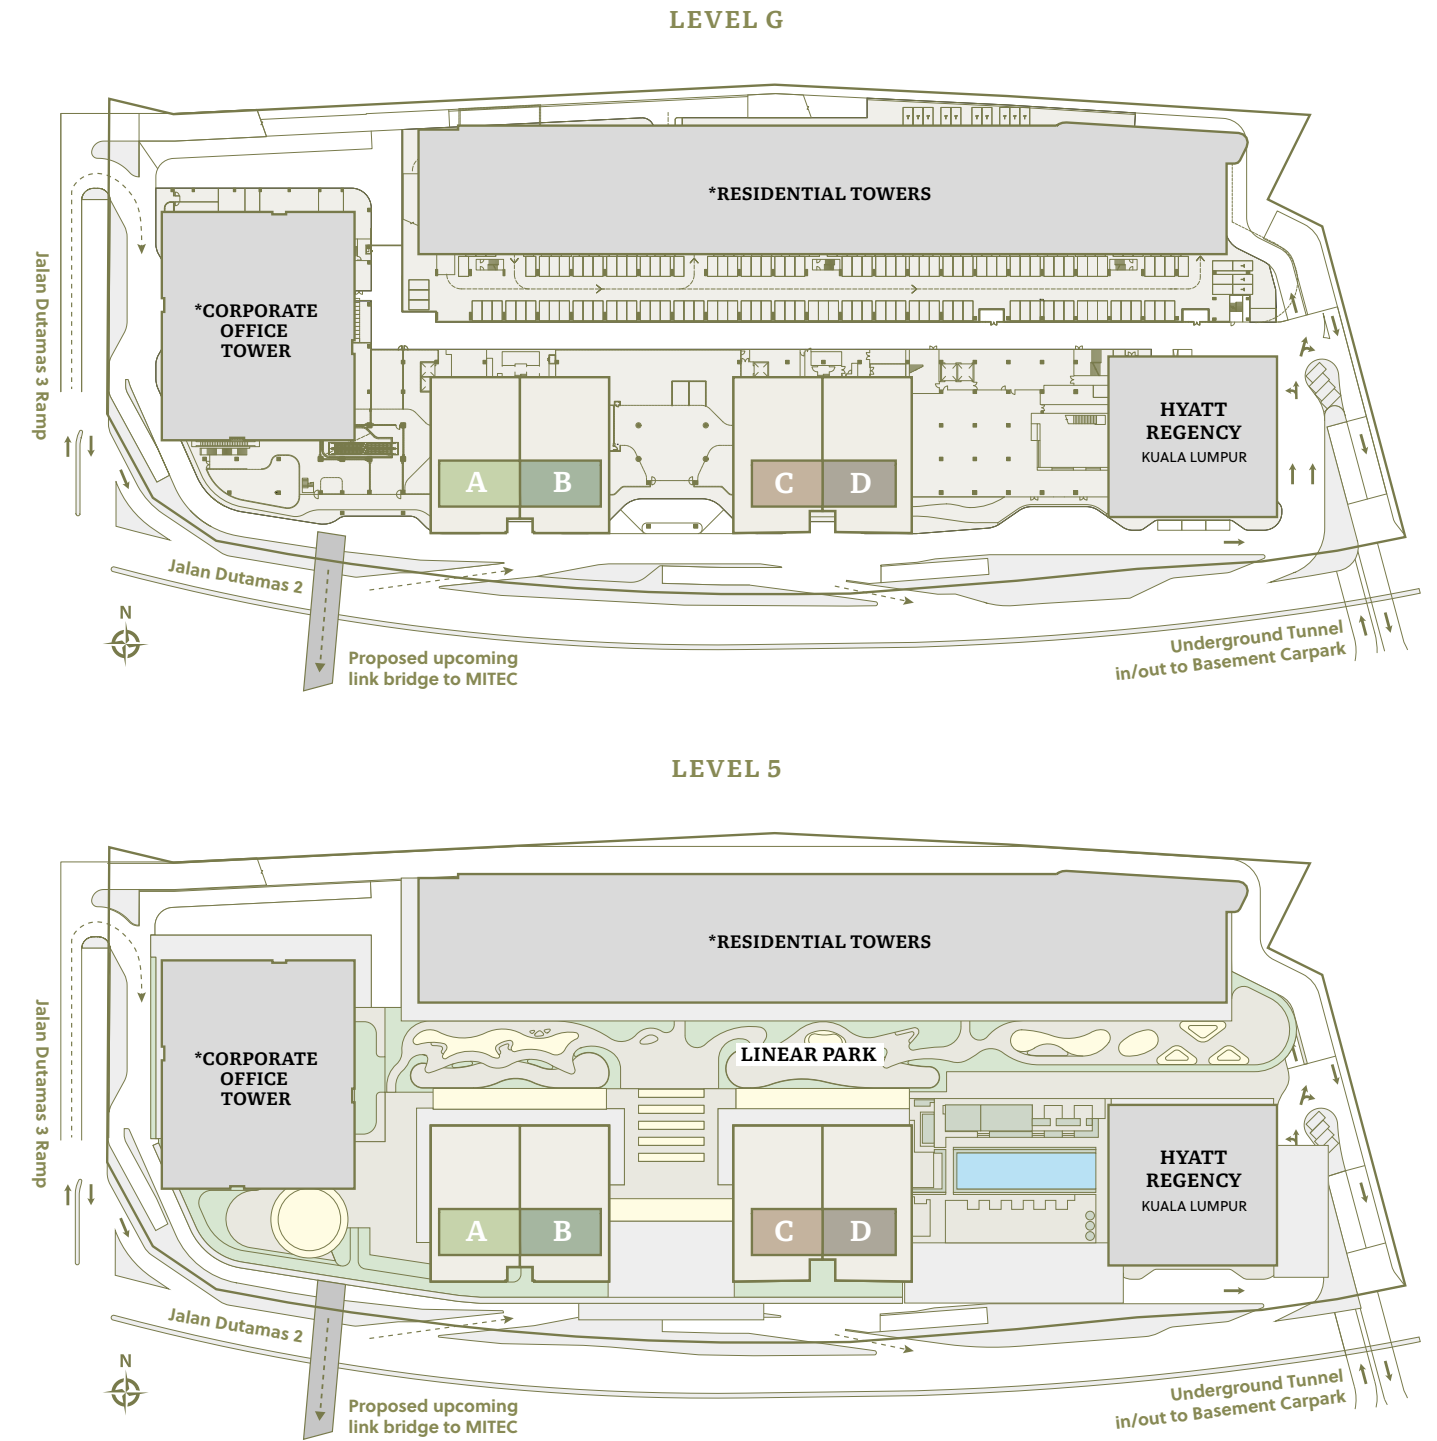 LEVEL G
*RESIDENTIAL TOWERS
*CORPORATE
OFFICE
TOWER
Jalan Dutamas 3 Ramp
HYATT
REGENCY
KUALA LUMPUR
A
B
C
D
Jalan Dutamas 2
N
Proposed upcoming
link bridge to MITEC
Underground Tunnel
in/out to Basement Carpark
LEVEL 5
*RESIDENTIAL TOWERS
LINEAR PARK
*CORPORATE
OFFICE
TOWER
Jalan Dutamas 3 Ramp
HYATT
REGENCY
KUALA LUMPUR
A
B
C
D
Jalan Dutamas 2
N
Proposed upcoming
link bridge to MITEC
Underground Tunnel
in/out to Basement Carpark